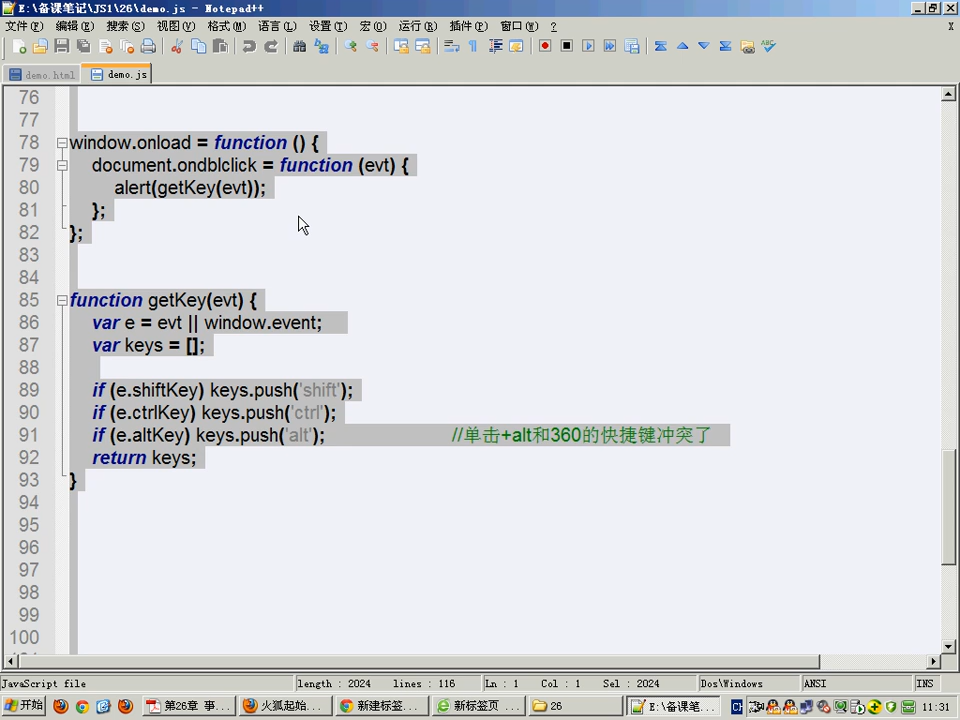 E:\备课笔记\JS1\26\demo.js - Notepad++
文件(F) 编辑(E) 搜索(S) 视图(V) 格式(M) 语言(L) 设置(T) 宏(O) 运行(R) 插件(P) 窗口(W) ? X
demo.html demo.js
76
77
78 window.onload = function () {
79 document.ondblclick = function (evt) {
80 alert(getKey(evt));
81 };
82 };
83
84
85 function getKey(evt) {
86 var e = evt || window.event;
87 var keys = [];
88
89 if (e.shiftKey) keys.push('shift');
90 if (e.ctrlKey) keys.push('ctrl');
91 if (e.altKey) keys.push('alt'); //单击+alt和360的快捷键冲突了
92 return keys;
93 }
94
95
96
97
98
99
100
JavaScript file length : 2024 lines : 116 Ln : 1 Col : 1 Sel : 2024 Dos\Windows ANSI INS
开始 第26章 事... 火狐起始... 新建标签... 新标签页 ... 26 E:\备课笔... CH 11:31